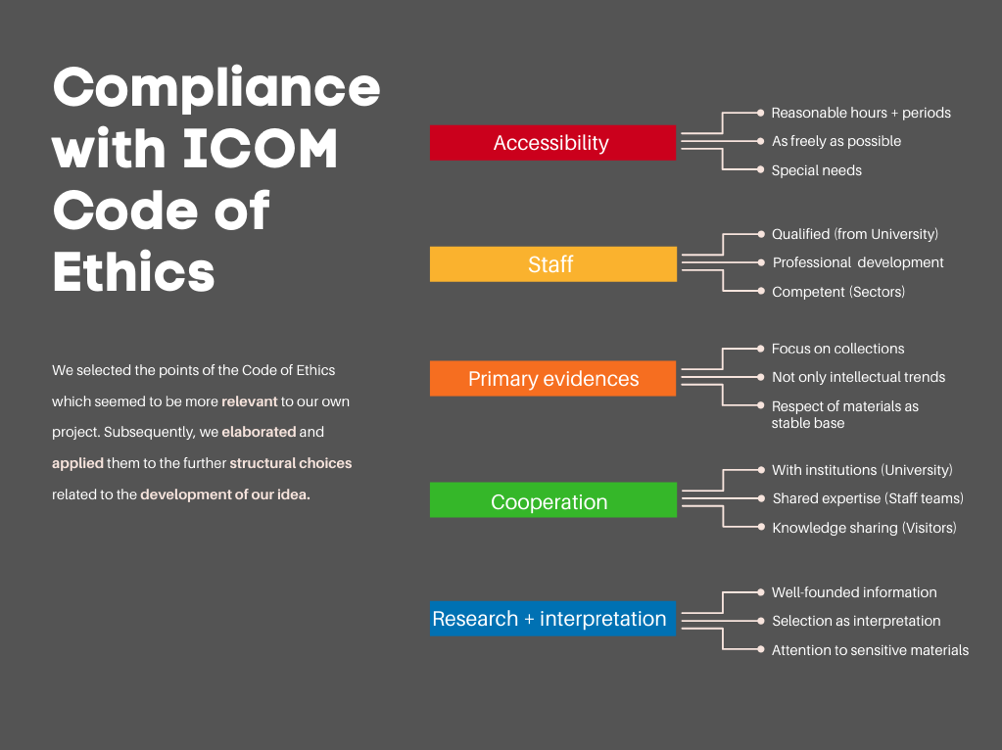 Compliance
with ICOM
Code of
Ethics
We selected the points of the Code of Ethics
which seemed to be more relevant to our own
project. Subsequently, we elaborated and
applied them to the further structural choices
related to the development of our idea.
Accessibility
Reasonable hours + periods
As freely as possible
Special needs
Staff
Qualified (from University)
Professional development
Competent (Sectors)
Primary evidences
Focus on collections
Not only intellectual trends
Respect of materials as
stable base
Cooperation
With institutions (University)
Shared expertise (Staff teams)
Knowledge sharing (Visitors)
Research + interpretation
Well-founded information
Selection as interpretation
Attention to sensitive materials